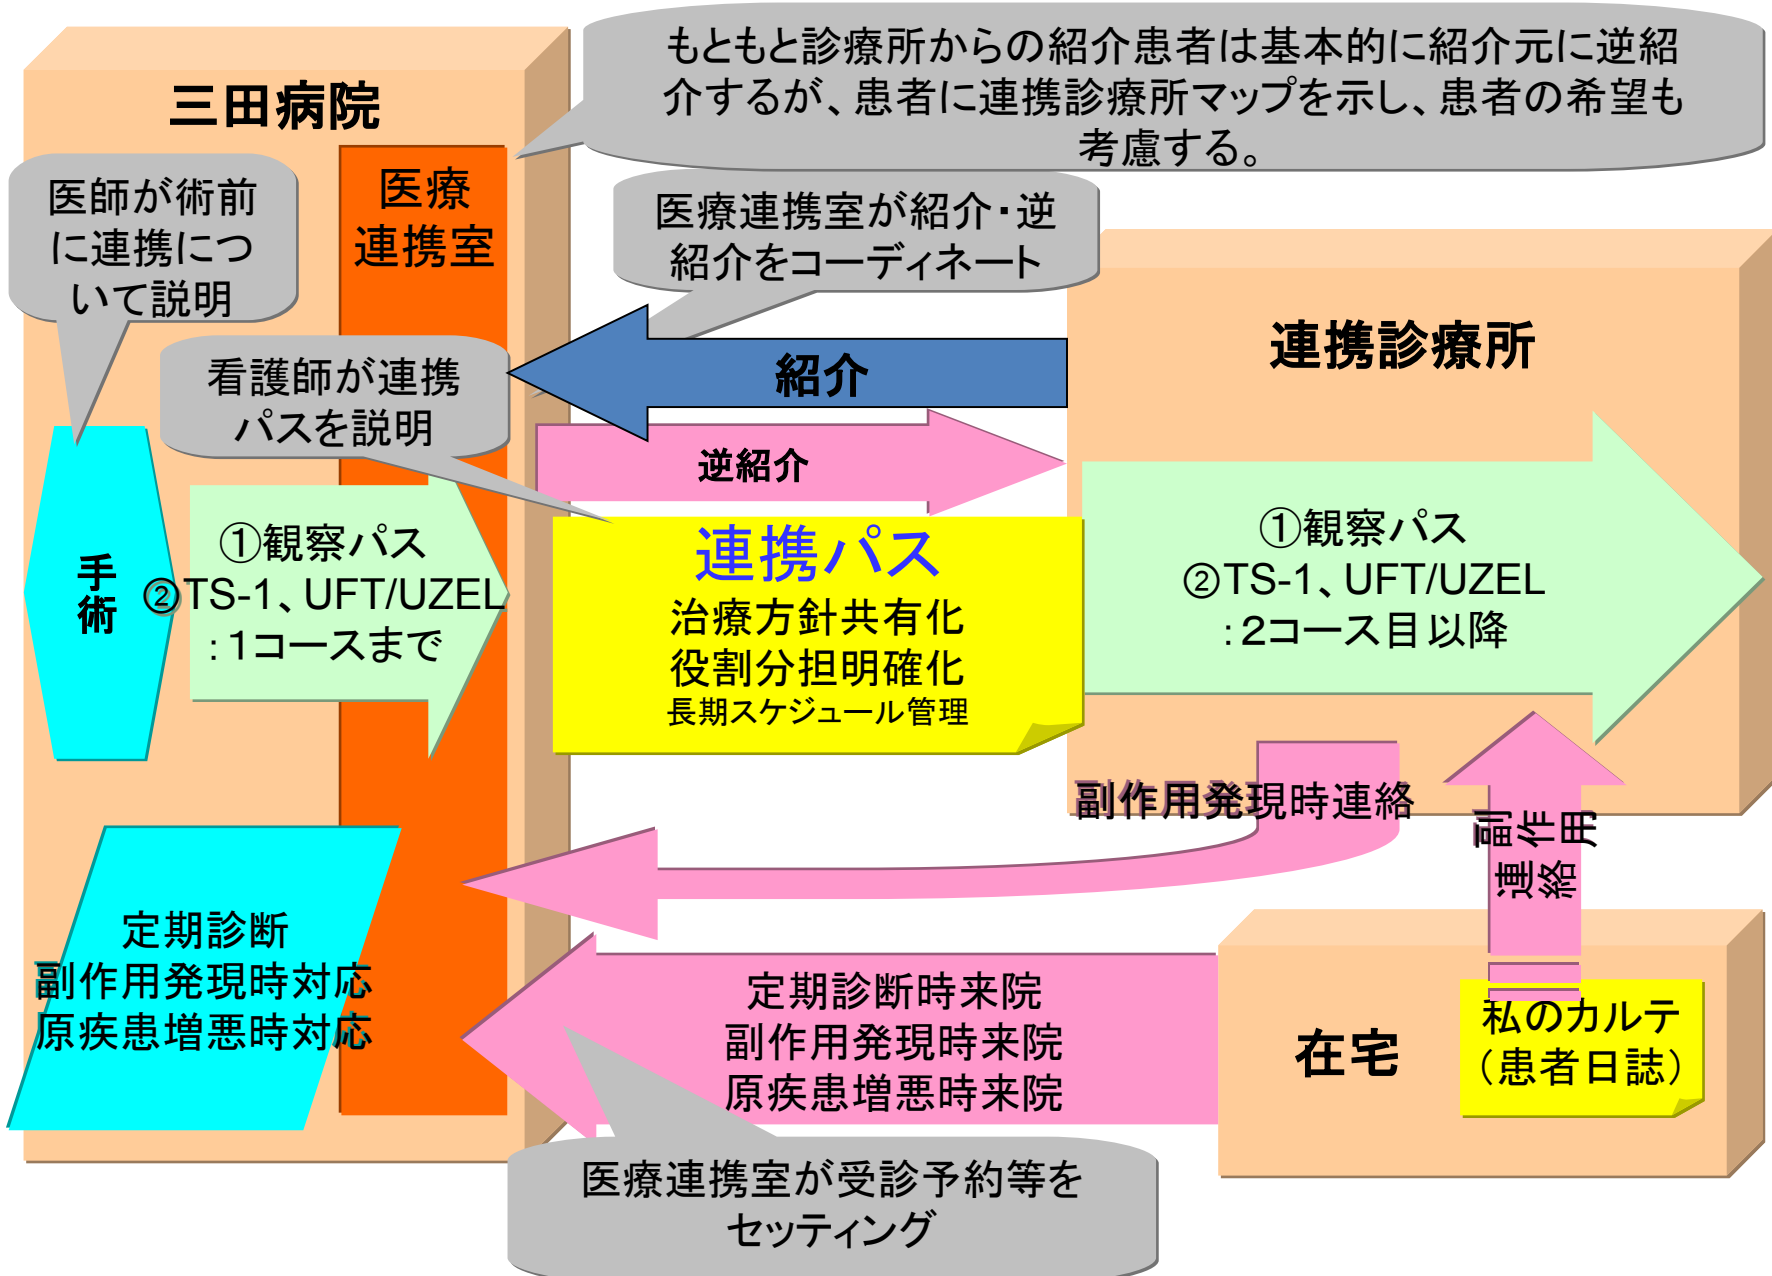 もともと診療所からの紹介患者は基本的に紹介元に逆紹
介するが、患者に連携診療所マップを示し、患者の希望も
考慮する。
三田病院
医療
連携室
医師が術前
に連携につ
いて説明
医療連携室が紹介・逆
紹介をコーディネート
連携診療所
看護師が連携
パスを説明
紹介
逆紹介
手術
①観察パス
②TS-1、UFT/UZEL
:1コースまで
連携パス
治療方針共有化
役割分担明確化
長期スケジュール管理
①観察パス
②TS-1、UFT/UZEL
:2コース目以降
副作用発現時連絡
副作用
連絡
定期診断
副作用発現時対応
原疾患増悪時対応
定期診断時来院
副作用発現時来院
原疾患増悪時来院
在宅
私のカルテ
(患者日誌)
医療連携室が受診予約等を
セッティング